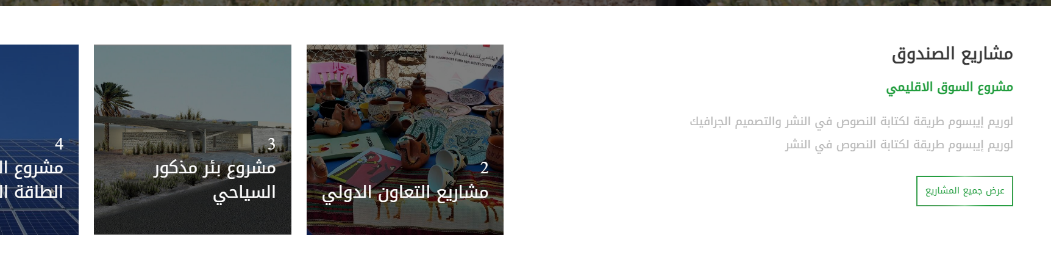 مشاريع الصندوق
مشروع السوق الاقليمي
لوريم إيبسوم طريقة لكتابة النصوص في النشر والتصميم الجرافيك
لوريم إيبسوم طريقة لكتابة النصوص في النشر
عرض جميع المشاريع
2
مشاريع التعاون الدولي
3
مشروع بئر مذكور
السياحي
4
مشروع ال
الطاقة ال